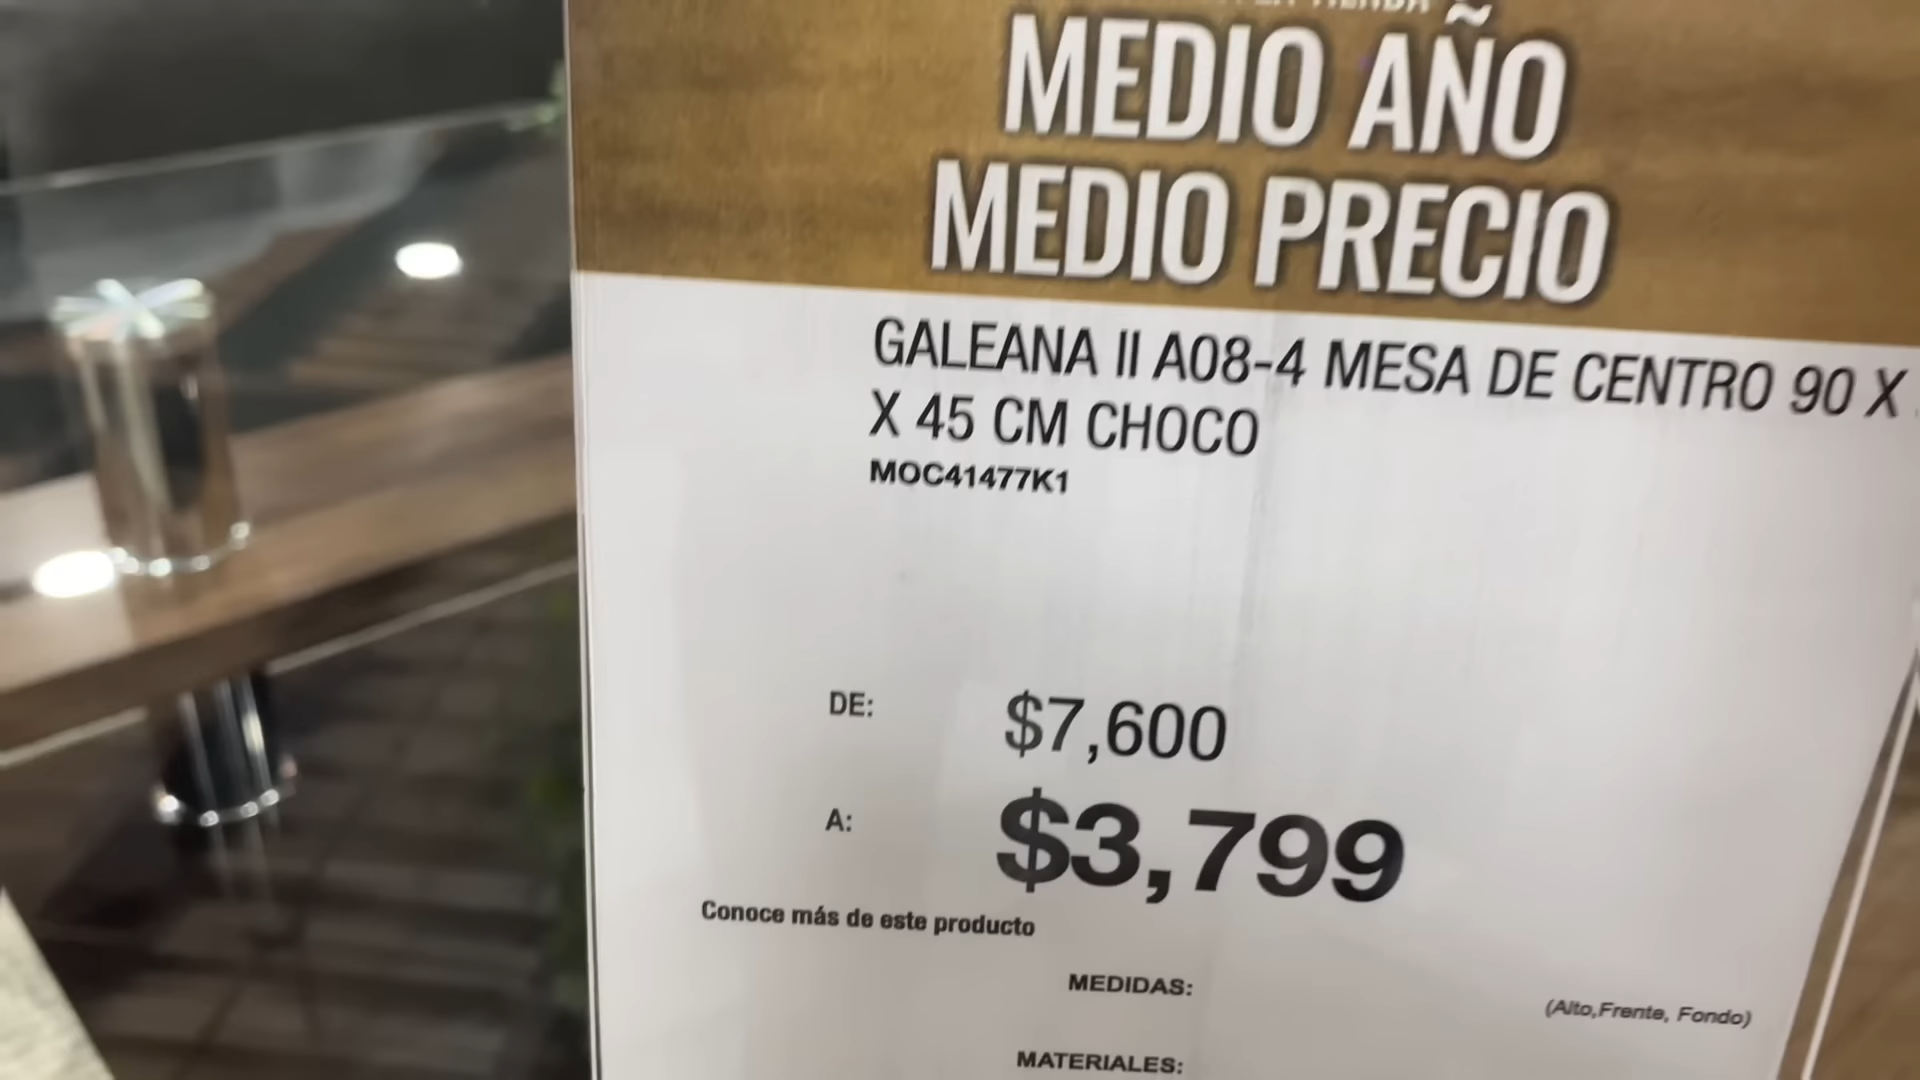 MEDIO AÑO
MEDIO PRECIO
GALEANA II A08-4 MESA DE CENTRO 90 X
X 45 CM CHOCO
MOC41477K1
DE: $7,600
A: $3,799
Conoce más de este producto
MEDIDAS: (Alto,Frente, Fondo)
MATERIALES: